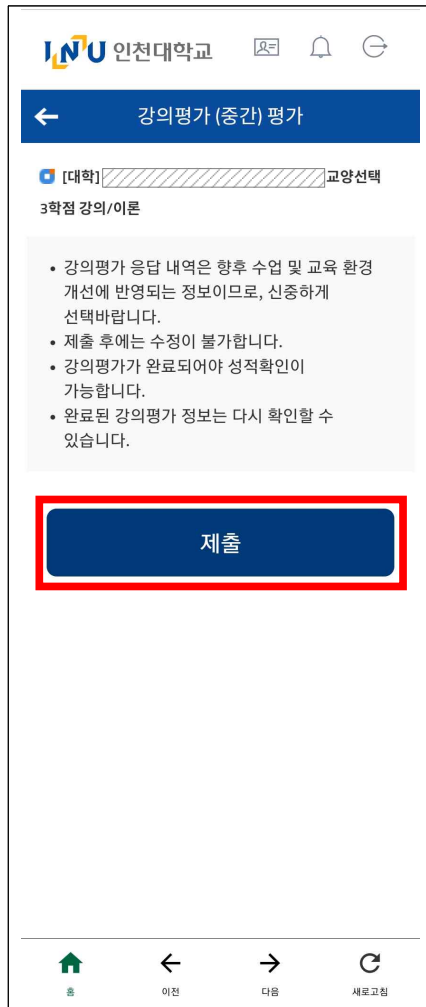 INU 인천대학교
강의평가 (중간) 평가
[대학] 교양선택
3학점 강의/이론
• 강의평가 응답 내역은 향후 수업 및 교육 환경
개선에 반영되는 정보이므로, 신중하게
선택바랍니다.
• 제출 후에는 수정이 불가합니다.
• 강의평가가 완료되어야 성적확인이
가능합니다.
• 완료된 강의평가 정보는 다시 확인할 수
있습니다.
제출
홈 이전 다음 새로고침